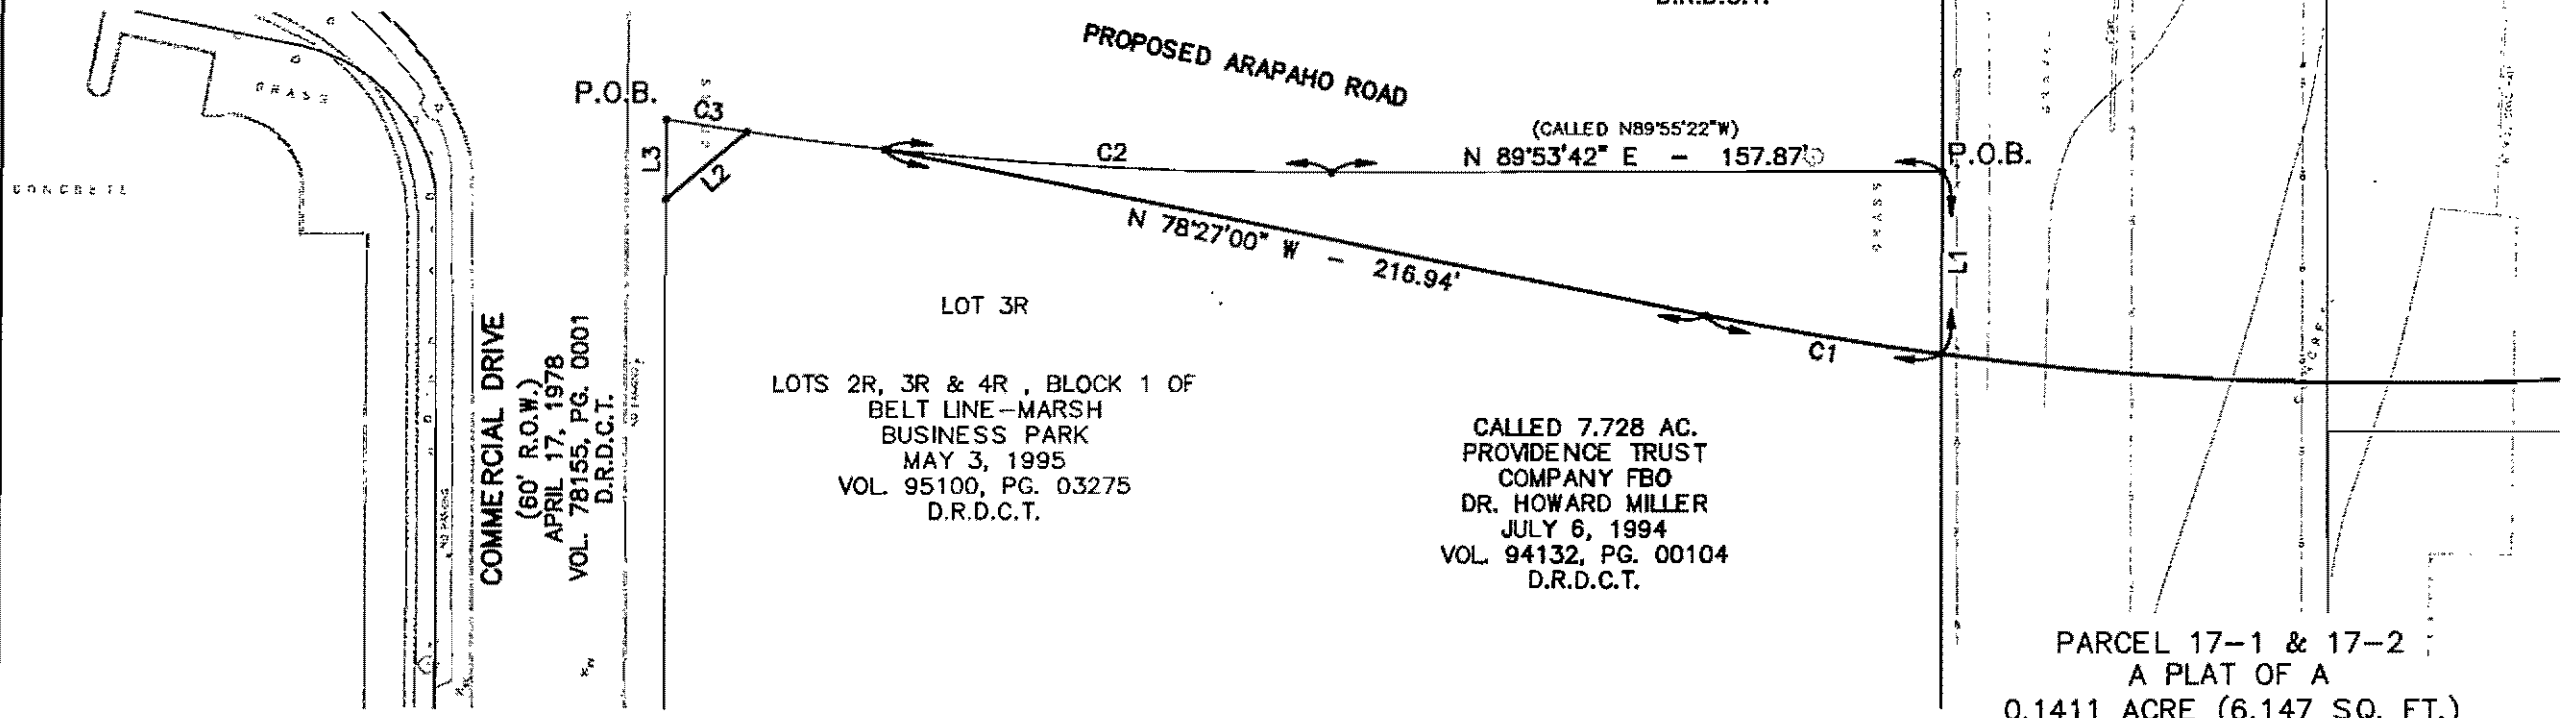 PROPOSED ARAPAHO ROAD
GRASS
P.O.B.
C3
L3
L2
C2
(CALLED N89°55'22"W)
N 89°53'42" E - 157.87'
P.O.B.
CONCRETE
GRASS
N 78°27'00" W - 216.94'
L1
C1
LOT 3R
LOTS 2R, 3R & 4R , BLOCK 1 OF
BELT LINE-MARSH
BUSINESS PARK
MAY 3, 1995
VOL. 95100, PG. 03275
D.R.D.C.T.
COMMERCIAL DRIVE
(60' R.O.W.)
APRIL 17, 1978
VOL. 78155, PG. 0001
D.R.D.C.T.
NO PARKING
CALLED 7.728 AC.
PROVIDENCE TRUST
COMPANY FBO
DR. HOWARD MILLER
JULY 6, 1994
VOL. 94132, PG. 00104
D.R.D.C.T.
PARCEL 17-1 & 17-2
A PLAT OF A
0.1411 ACRE (6,147 SQ. FT.)